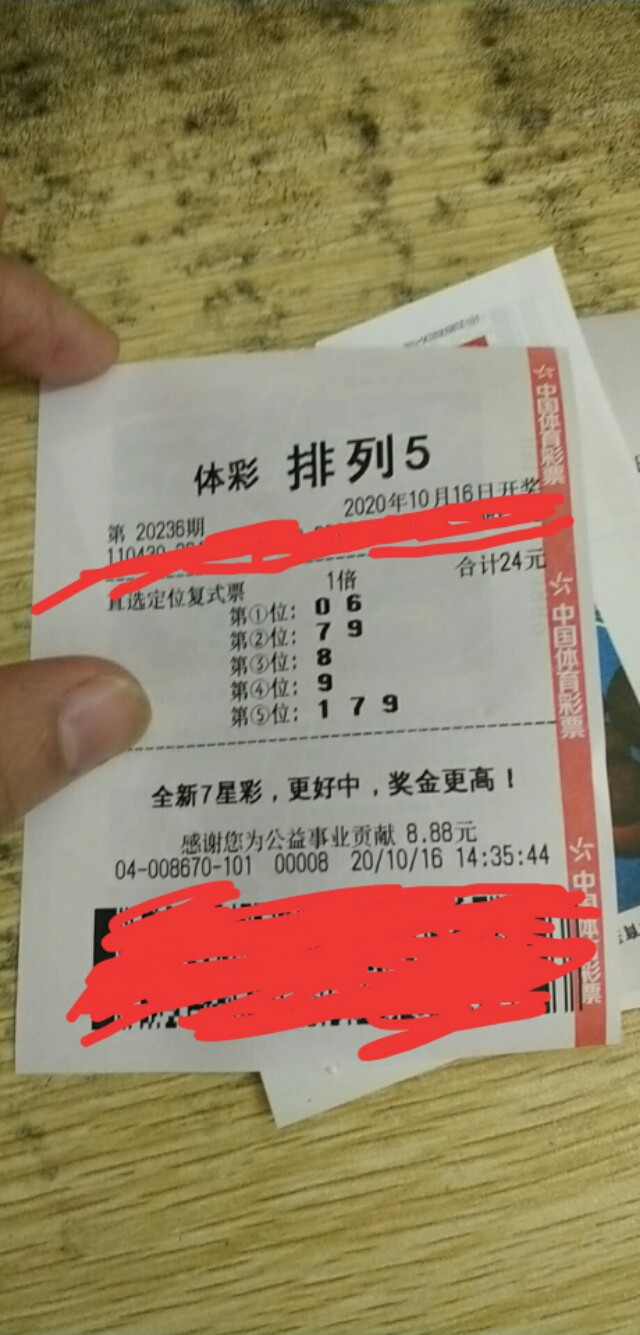 体彩 排列5
第 20236期 2020年10月16日开奖
合计24元
直选定位复式票 1倍
第①位: 0 6
第②位: 7 9
第③位: 8
第④位: 9
第⑤位: 1 7 9
全新7星彩，更好中，奖金更高！
感谢您为公益事业贡献 8.88元
04-008670-101 00008 20/10/16 14:35:44
中国体育彩票
中国体育彩票
中国体育彩票